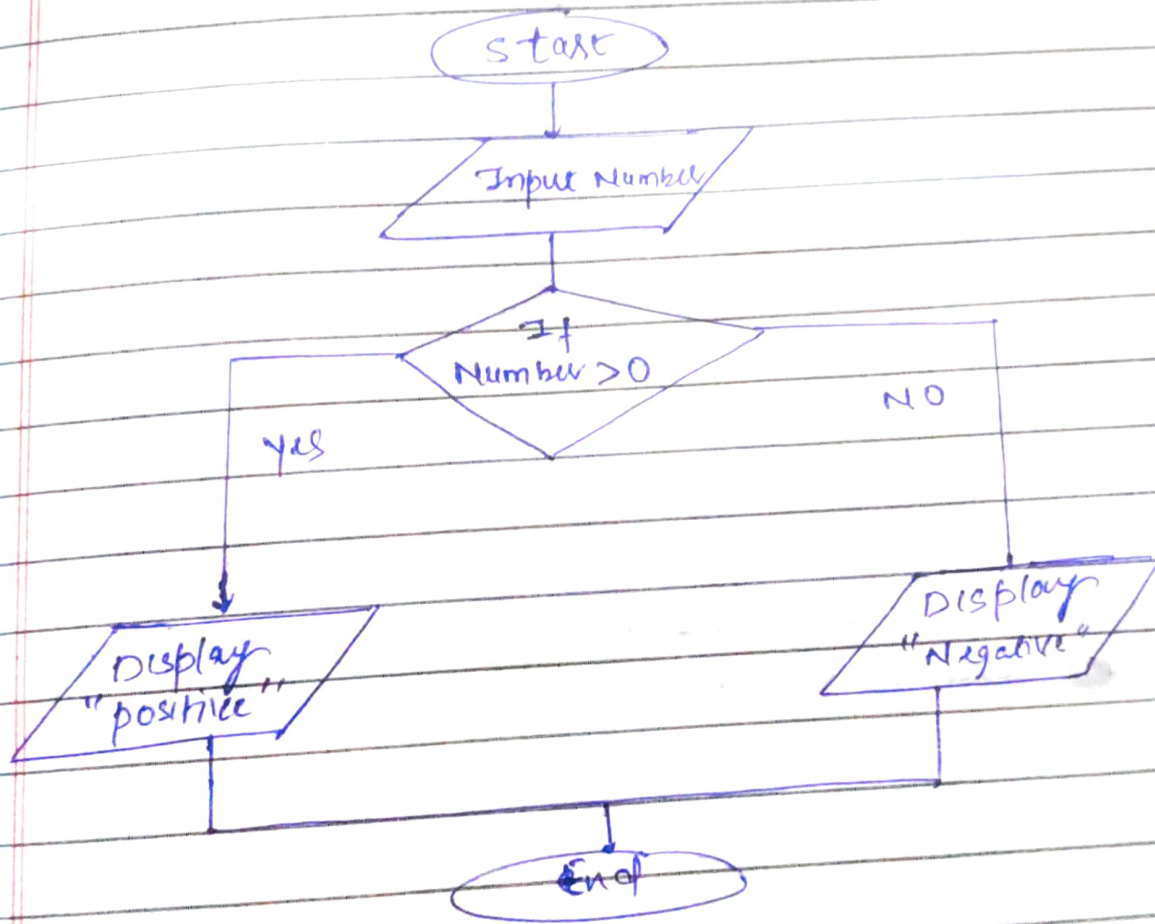 Start
Input Number
If
Number > 0
Yes
NO
Display
"Positive"
Display
"Negative"
End